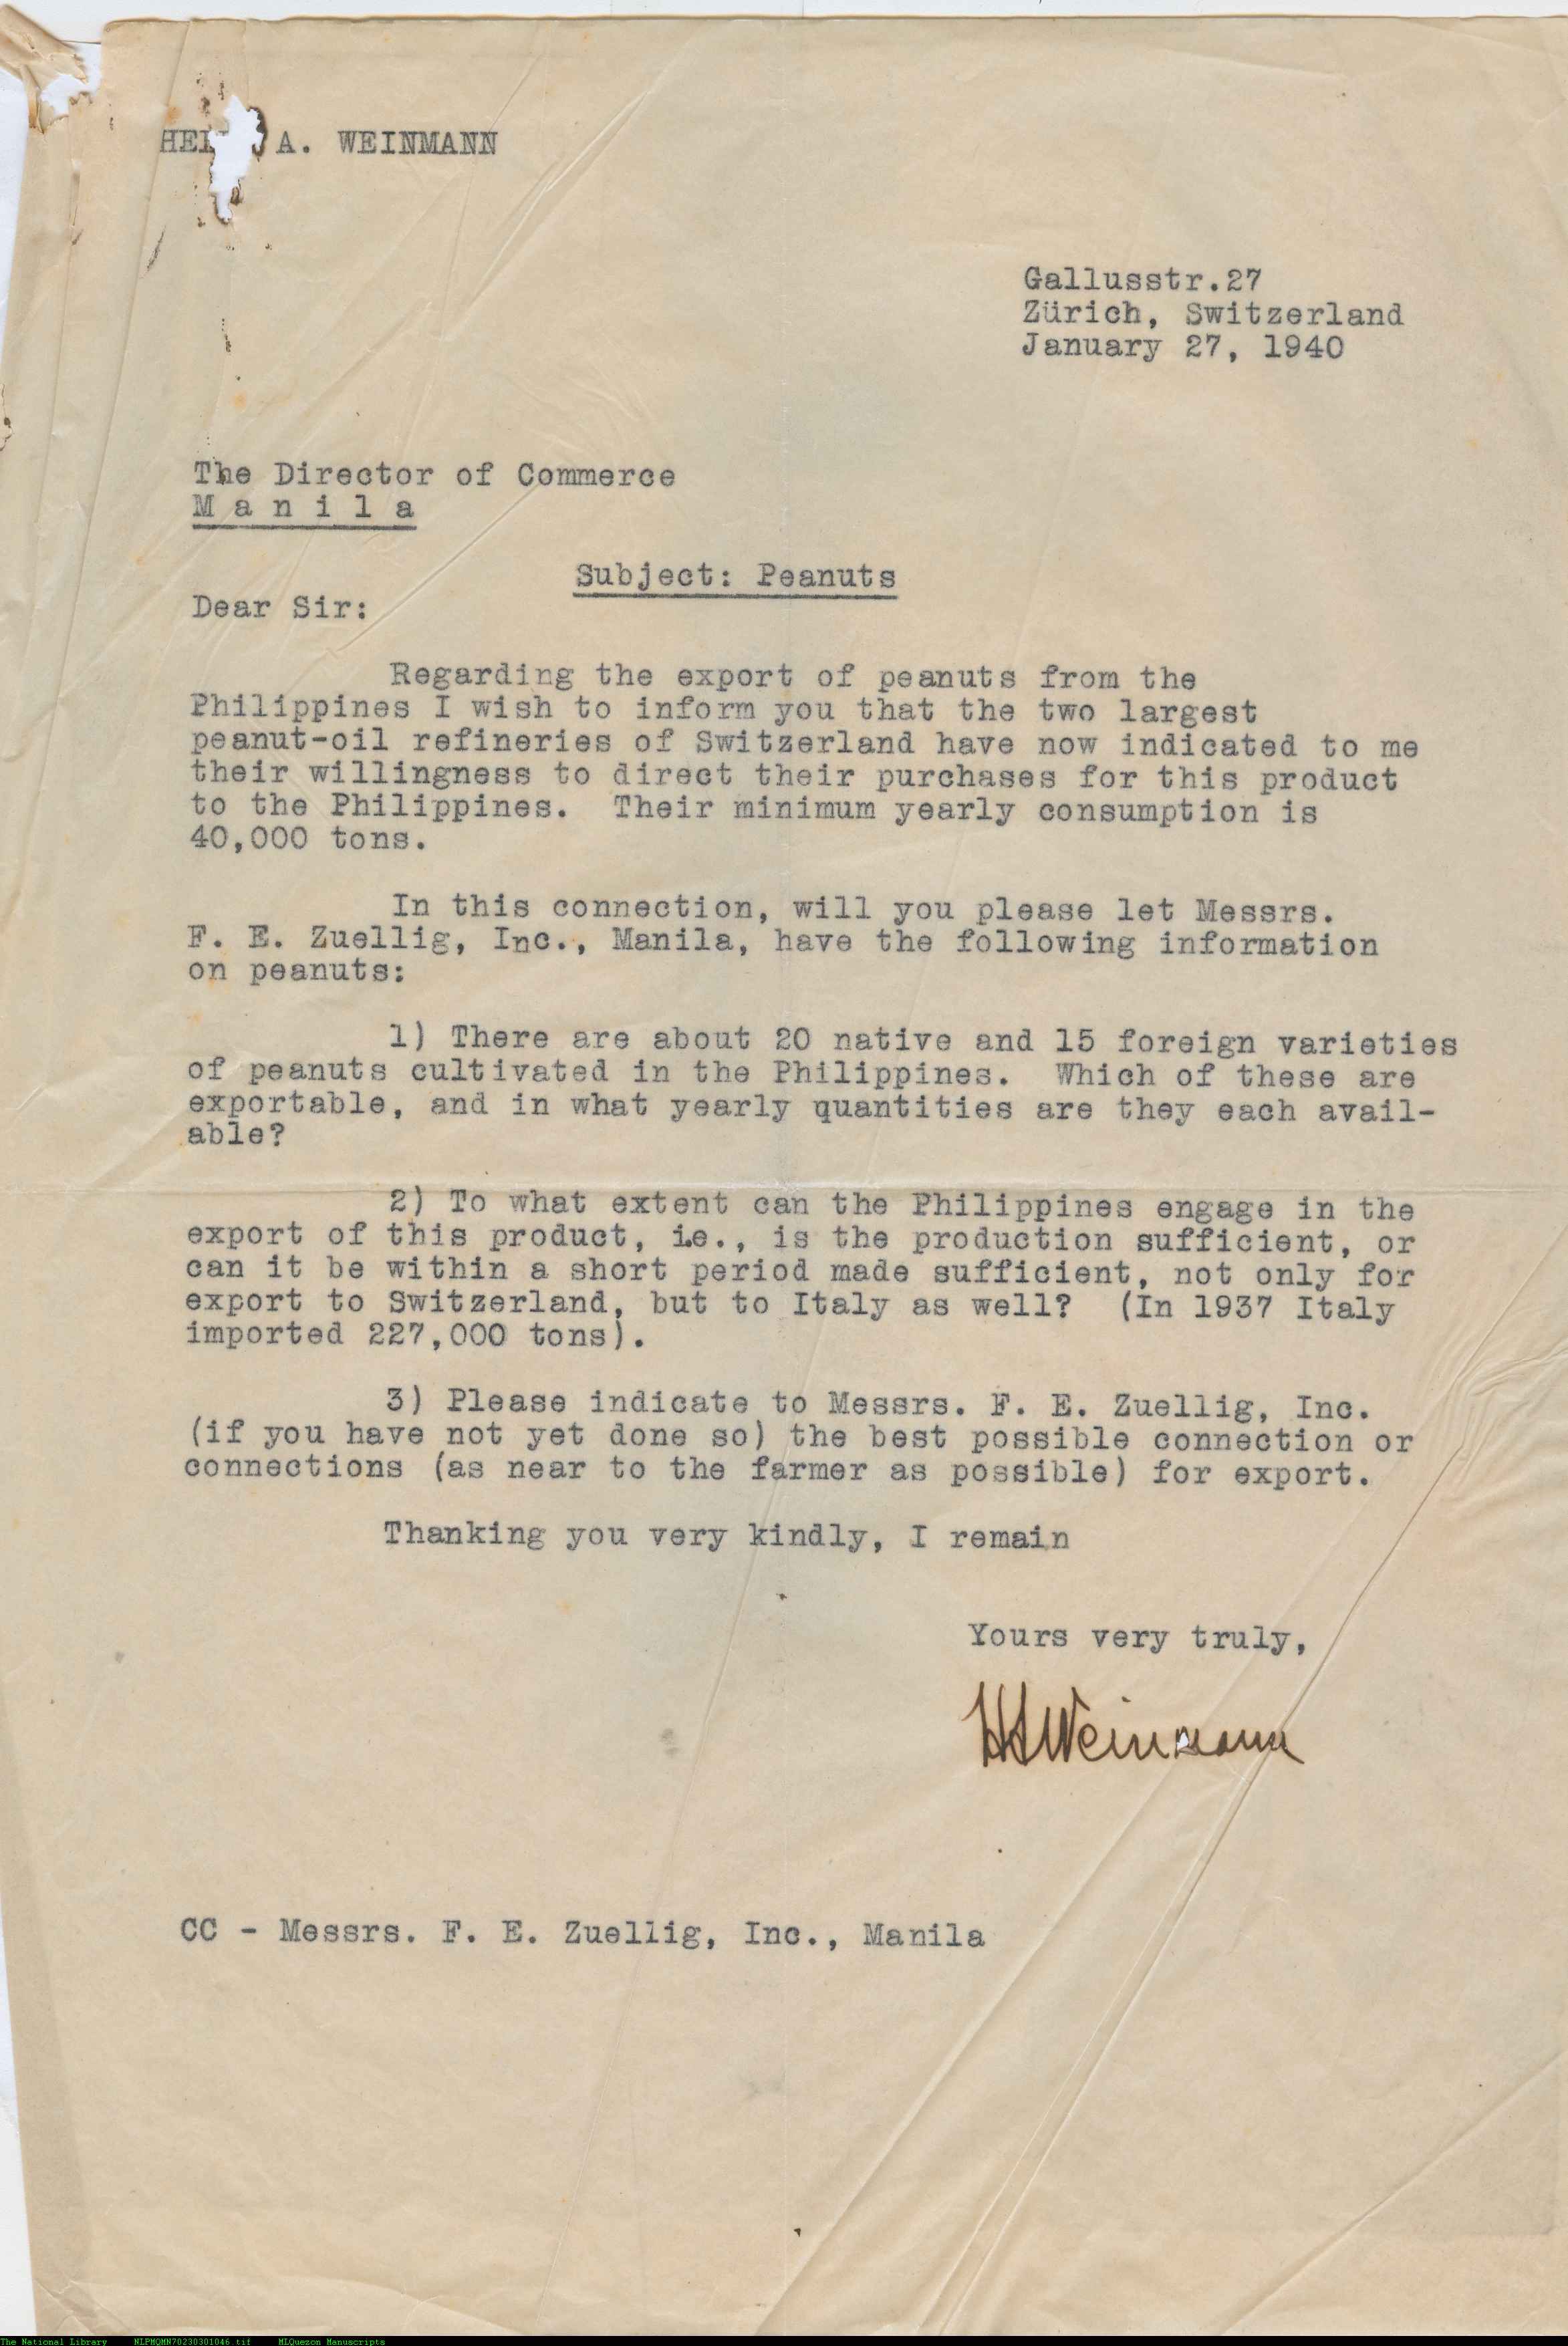 A. WEINMANN
Gallusstr.27
Zürich, Switzerland
January 27, 1940
The Director of Commerce
M a n i l a
Subject: Peanuts
Dear Sir:
Regarding the export of peanuts from the
Philippines I wish to inform you that the two largest
peanut-oil refineries of Switzerland have now indicated to me
their willingness to direct their purchases for this product
to the Philippines. Their minimum yearly consumption is
40,000 tons.
In this connection, will you please let Messrs.
F. E. Zuellig, Inc., Manila, have the following information
on peanuts:
1) There are about 20 native and 15 foreign varieties
of peanuts cultivated in the Philippines. Which of these are
exportable, and in what yearly quantities are they each avail-
able?
2) To what extent can the Philippines engage in the
export of this product, i.e., is the production sufficient, or
can it be within a short period made sufficient, not only for
export to Switzerland, but to Italy as well? (In 1937 Italy
imported 227,000 tons).
3) Please indicate to Messrs. F. E. Zuellig, Inc.
(if you have not yet done so) the best possible connection or
connections (as near to the farmer as possible) for export.
Thanking you very kindly, I remain
Yours very truly,
HAWeinmann
CC - Messrs. F. E. Zuellig, Inc., Manila
The National Library NLPMQMN70230301046.tif MLQuezon Manuscripts